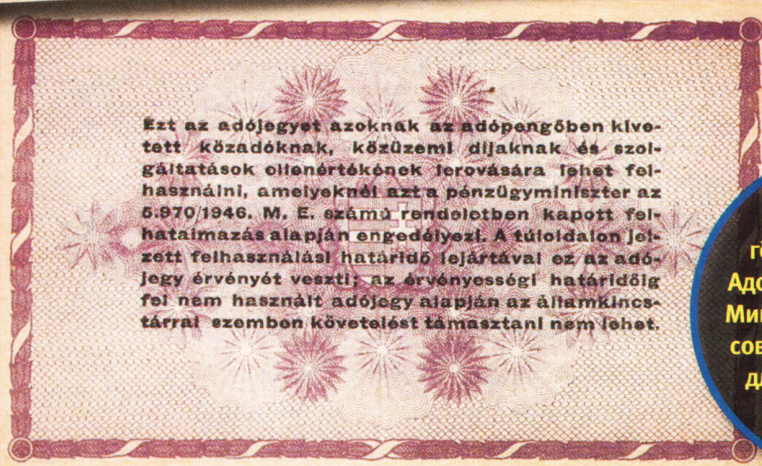 Ezt az adójegyet azoknak az adópengőben kive-
tett közadóknak, közüzemi díjaknak és szol-
gáltatások ellenértékének lerovására lehet fel-
használni, amelyeknél azt a pénzügyminiszter az
5.970/1946. M. E. számú rendeletben kapott fel-
hatalmazás alapján engedélyezi. A túloldalon jel-
zett felhasználási határidő lejártával ez az adó-
jegy érvényét veszti; az érvényességi határidőig
fel nem használt adójegy alapján az államkincs-
tárral szemben követelést támasztani nem lehet.